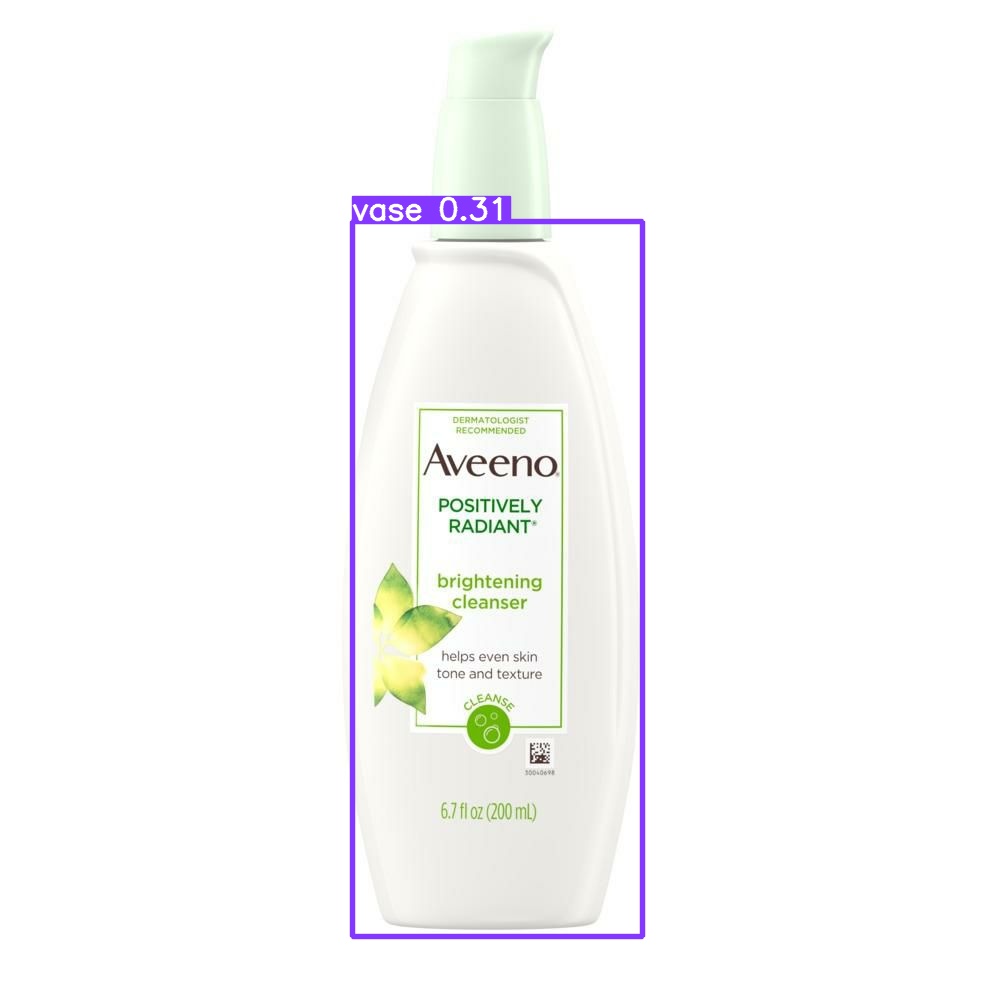 vase 0.31
DERMATOLOGIST
RECOMMENDED
Aveeno®
POSITIVELY
RADIANT®
brightening
cleanser
helps even skin
tone and texture
CLEANSE
30040698
6.7 fl oz (200 mL)